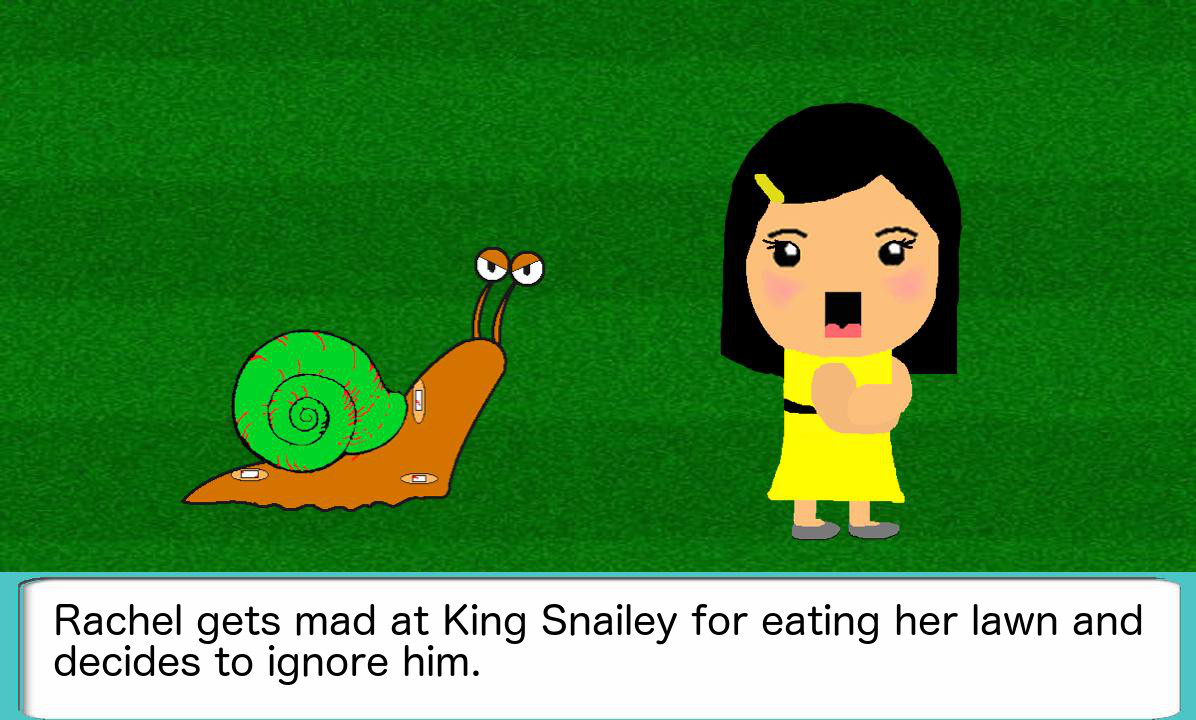 Rachel gets mad at King Snailey for eating her lawn and
decides to ignore him.